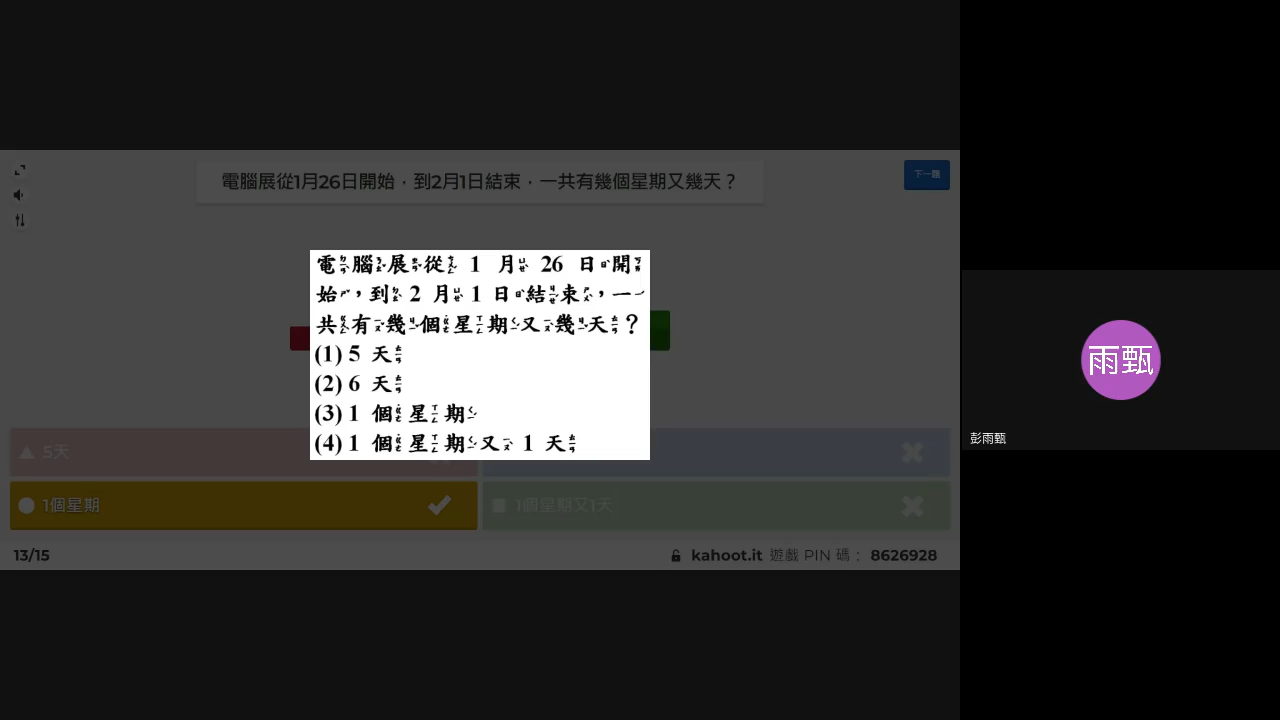 電腦展從1月26日開始，到2月1日結束，一共有幾個星期又幾天？
下一題
電腦展從 1 月 26 日開
始，到 2 月 1 日結束，一
共有幾個星期又幾天？
(1) 5 天
(2) 6 天
(3) 1 個星期
(4) 1 個星期又 1 天
5天
1個星期
1個星期又1天
13/15
kahoot.it 遊戲 PIN 碼： 8626928
雨甄
彭雨甄